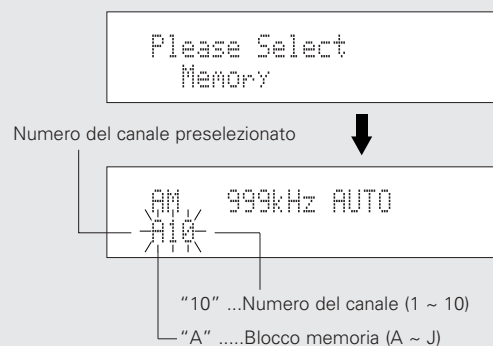 Please Select
Memory
Numero del canale preselezionato
AM 999kHz AUTO
A10
“10” ...Numero del canale (1 ~ 10)
“A” .....Blocco memoria (A ~ J)